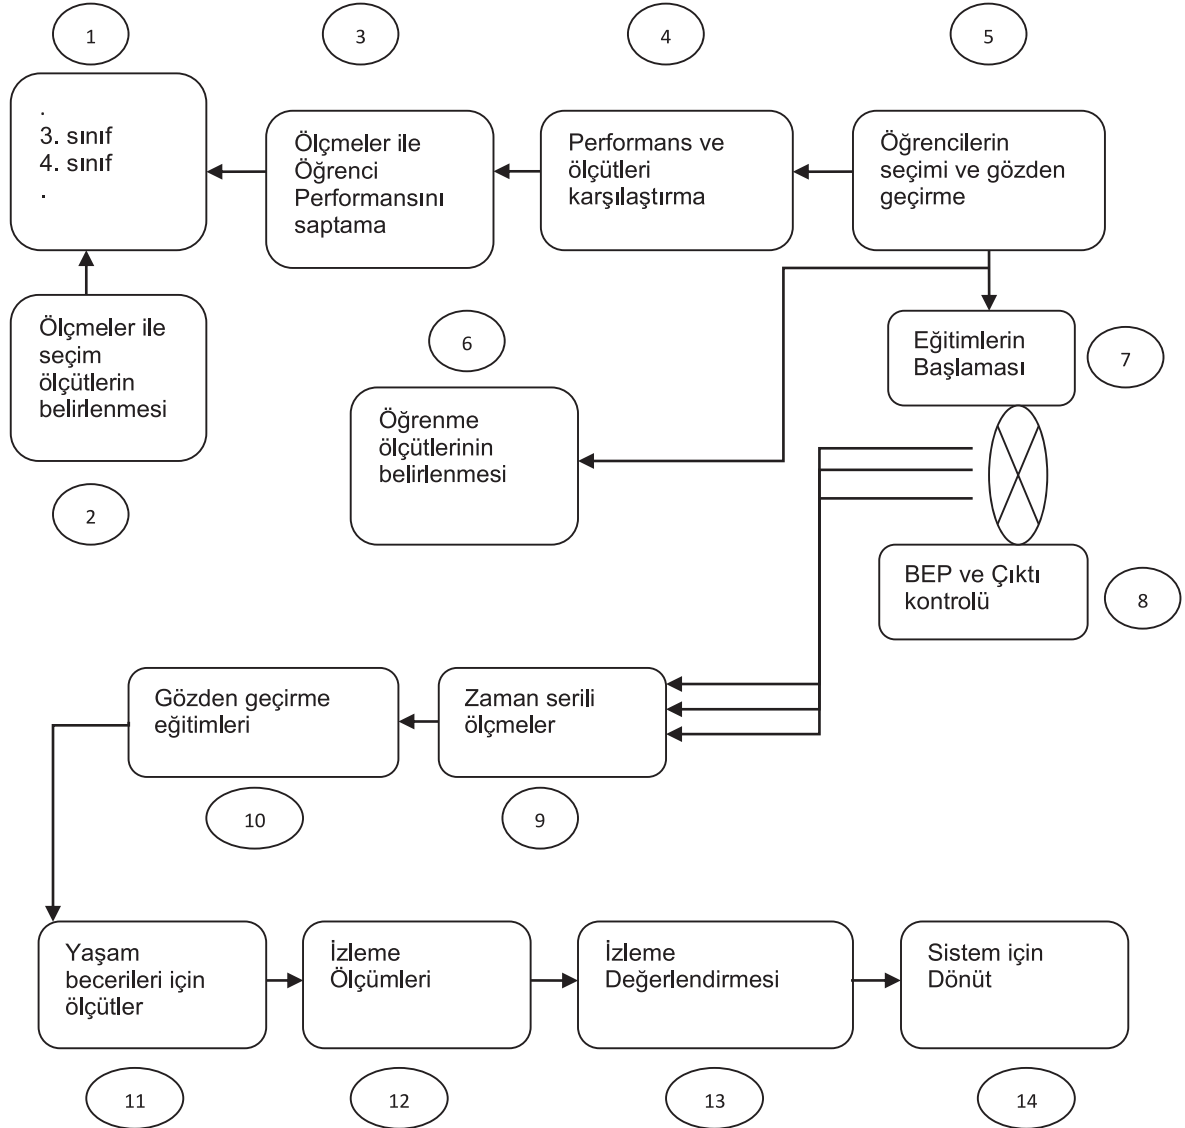 1
3
4
5
.
3. sınıf
4. sınıf
.
Ölçmeler ile
Öğrenci
Performansını
saptama
Performans ve
ölçütleri
karşılaştırma
Öğrencilerin
seçimi ve gözden
geçirme
Ölçmeler ile
seçim
ölçütlerin
belirlenmesi
2
6
Öğrenme
ölçütlerinin
belirlenmesi
Eğitimlerin
Başlaması
7
BEP ve Çıktı
kontrolü
8
Zaman serili
ölçmeler
9
Gözden geçirme
eğitimleri
10
Yaşam
becerileri için
ölçütler
İzleme
Ölçümleri
İzleme
Değerlendirmesi
Sistem için
Dönüt
11
12
13
14